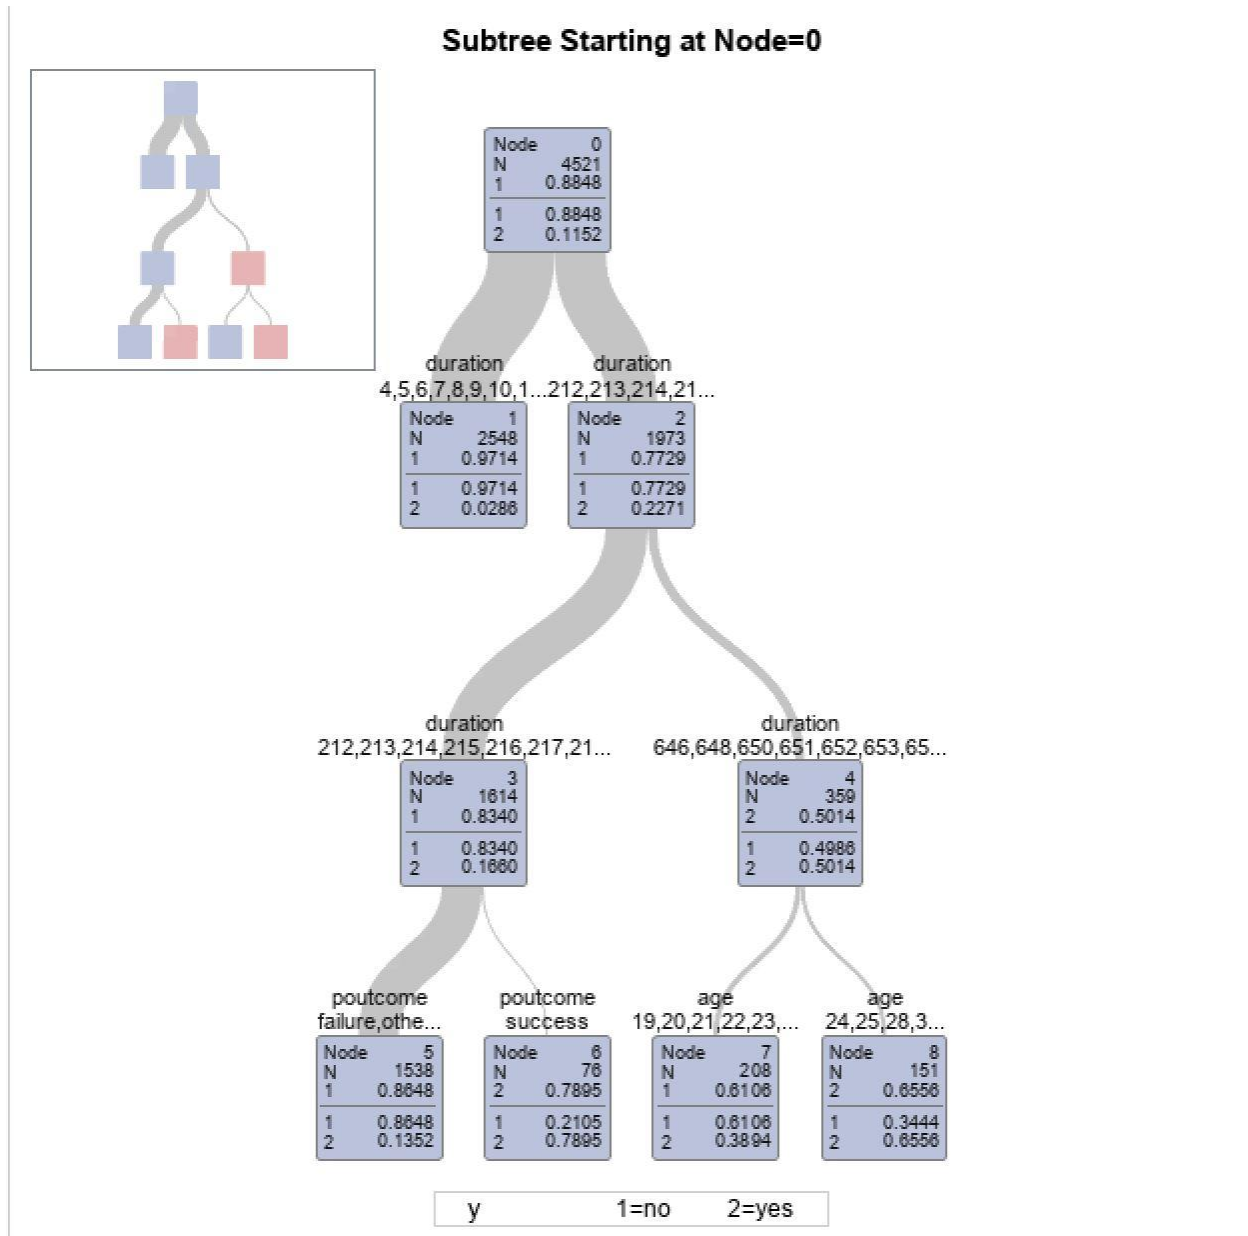 Subtree Starting at Node=0
Node 0
N 4521
1 0.8848
1 0.8848
2 0.1152
duration
4,5,6,7,8,9,10,1...
duration
212,213,214,21...
Node 1
N 2548
1 0.9714
1 0.9714
2 0.0286
Node 2
N 1973
1 0.7729
1 0.7729
2 0.2271
duration
212,213,214,215,216,217,21...
duration
646,648,650,651,652,653,65...
Node 3
N 1614
1 0.8340
1 0.8340
2 0.1660
Node 4
N 359
2 0.5014
1 0.4986
2 0.5014
poutcome
failure,othe...
poutcome
success
age
19,20,21,22,23,...
age
24,25,28,3...
Node 5
N 1538
1 0.8648
1 0.8648
2 0.1352
Node 6
N 76
2 0.7895
1 0.2105
2 0.7895
Node 7
N 208
1 0.6106
1 0.6106
2 0.3894
Node 8
N 151
2 0.6556
1 0.3444
2 0.6556
y 1=no 2=yes